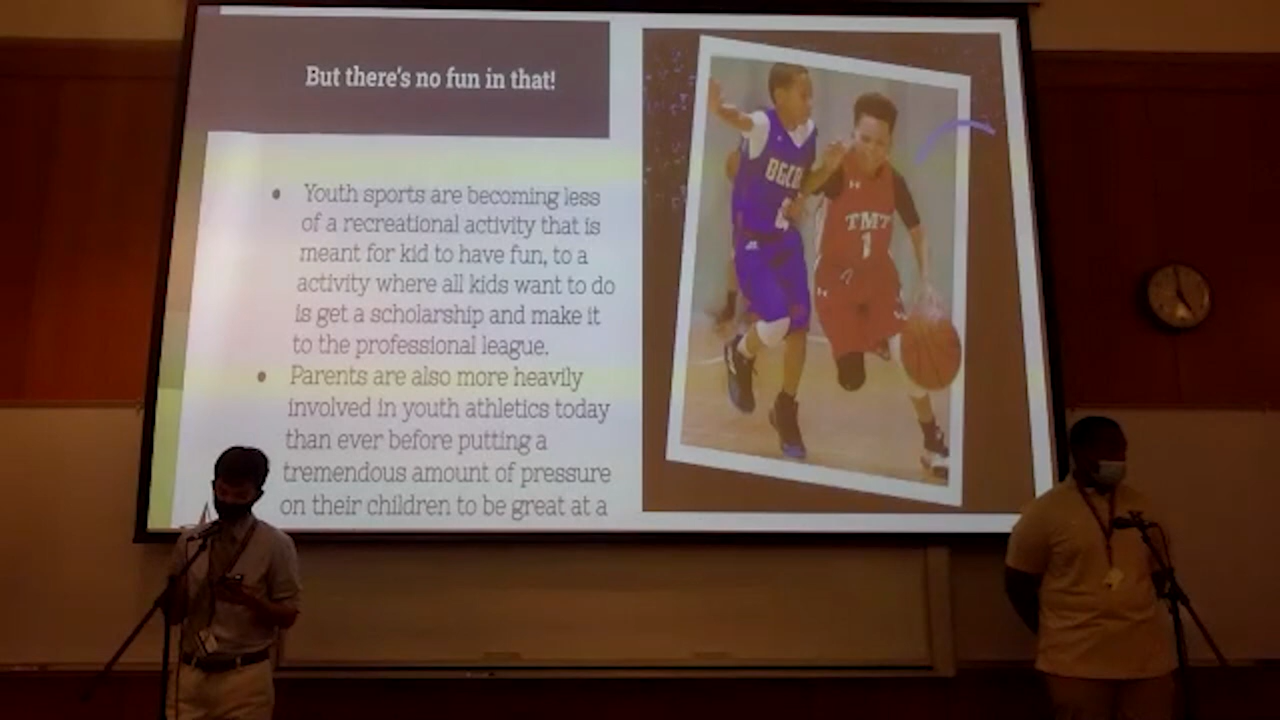 But there's no fun in that!
• Youth sports are becoming less
of a recreational activity that is
meant for kid to have fun, to a
activity where all kids want to do
is get a scholarship and make it
to the professional league.
• Parents are also more heavily
involved in youth athletics today
than ever before putting a
tremendous amount of pressure
on their children to be great at a
TMT
1